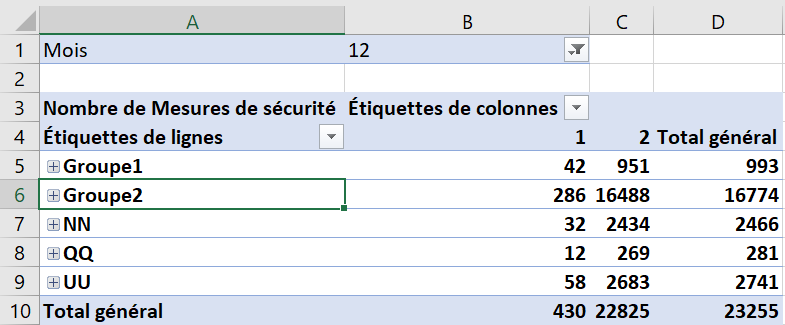 A B C D
1 Mois 12
2
3 Nombre de Mesures de sécurité Étiquettes de colonnes
4 Étiquettes de lignes 1 2 Total général
5 Groupe1 42 951 993
6 Groupe2 286 16488 16774
7 NN 32 2434 2466
8 QQ 12 269 281
9 UU 58 2683 2741
10 Total général 430 22825 23255